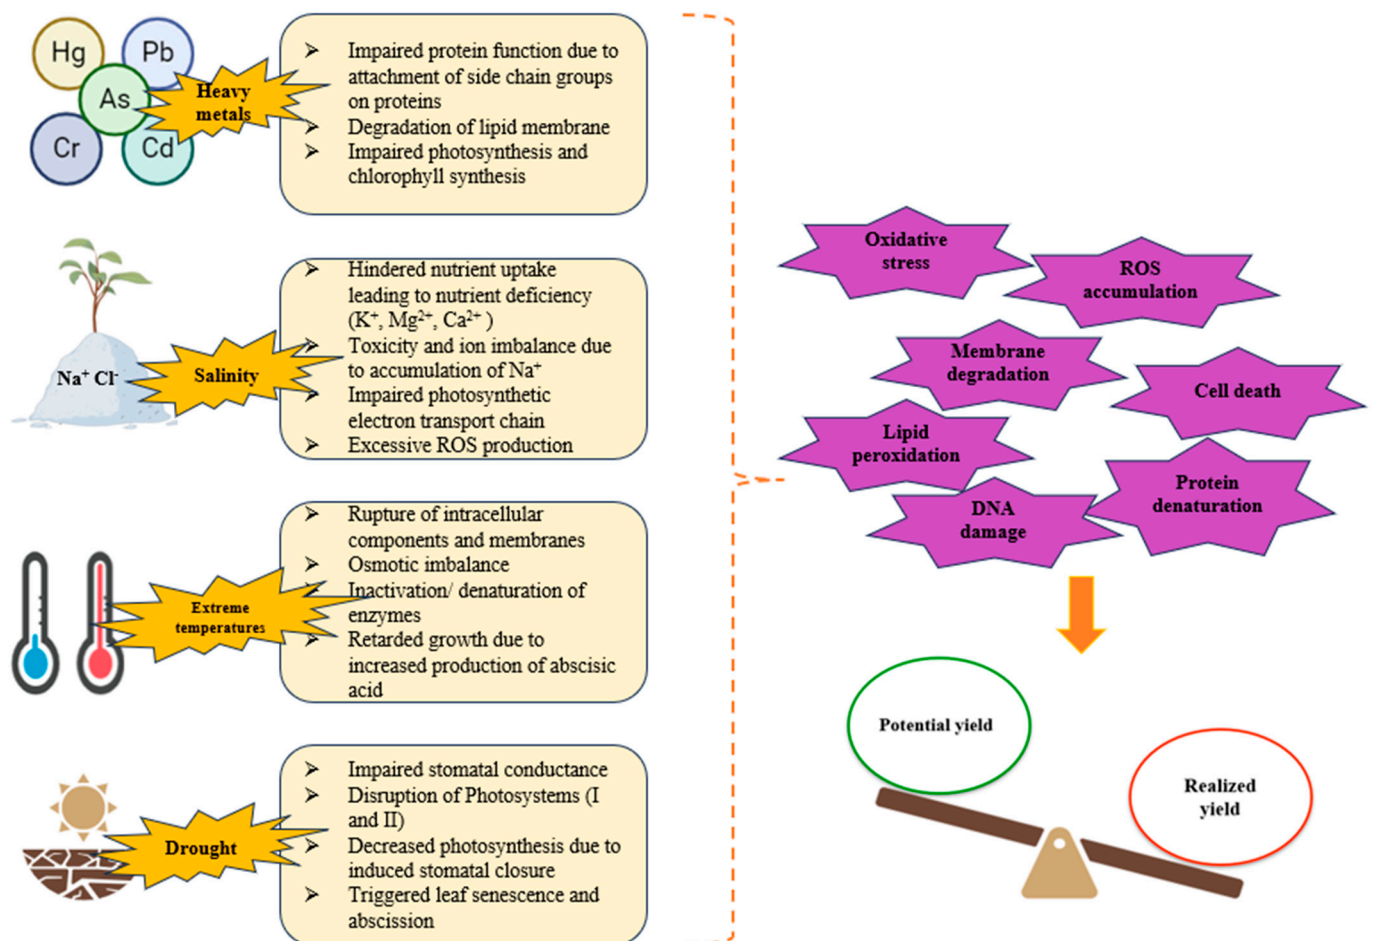 Hg
Pb
As
Cr
Cd
Heavy
metals
➢ Impaired protein function due to
attachment of side chain groups
on proteins
➢ Degradation of lipid membrane
➢ Impaired photosynthesis and
chlorophyll synthesis
Na⁺ Cl⁻
Salinity
➢ Hindered nutrient uptake
leading to nutrient deficiency
(K⁺, Mg²⁺, Ca²⁺ )
➢ Toxicity and ion imbalance due
to accumulation of Na⁺
➢ Impaired photosynthetic
electron transport chain
➢ Excessive ROS production
Extreme
temperatures
➢ Rupture of intracellular
components and membranes
➢ Osmotic imbalance
➢ Inactivation/ denaturation of
enzymes
➢ Retarded growth due to
increased production of abscisic
acid
Drought
➢ Impaired stomatal conductance
➢ Disruption of Photosystems (I
and II)
➢ Decreased photosynthesis due to
induced stomatal closure
➢ Triggered leaf senescence and
abscission
Oxidative
stress
ROS
accumulation
Membrane
degradation
Cell death
Lipid
peroxidation
Protein
denaturation
DNA
damage
Potential yield
Realized
yield